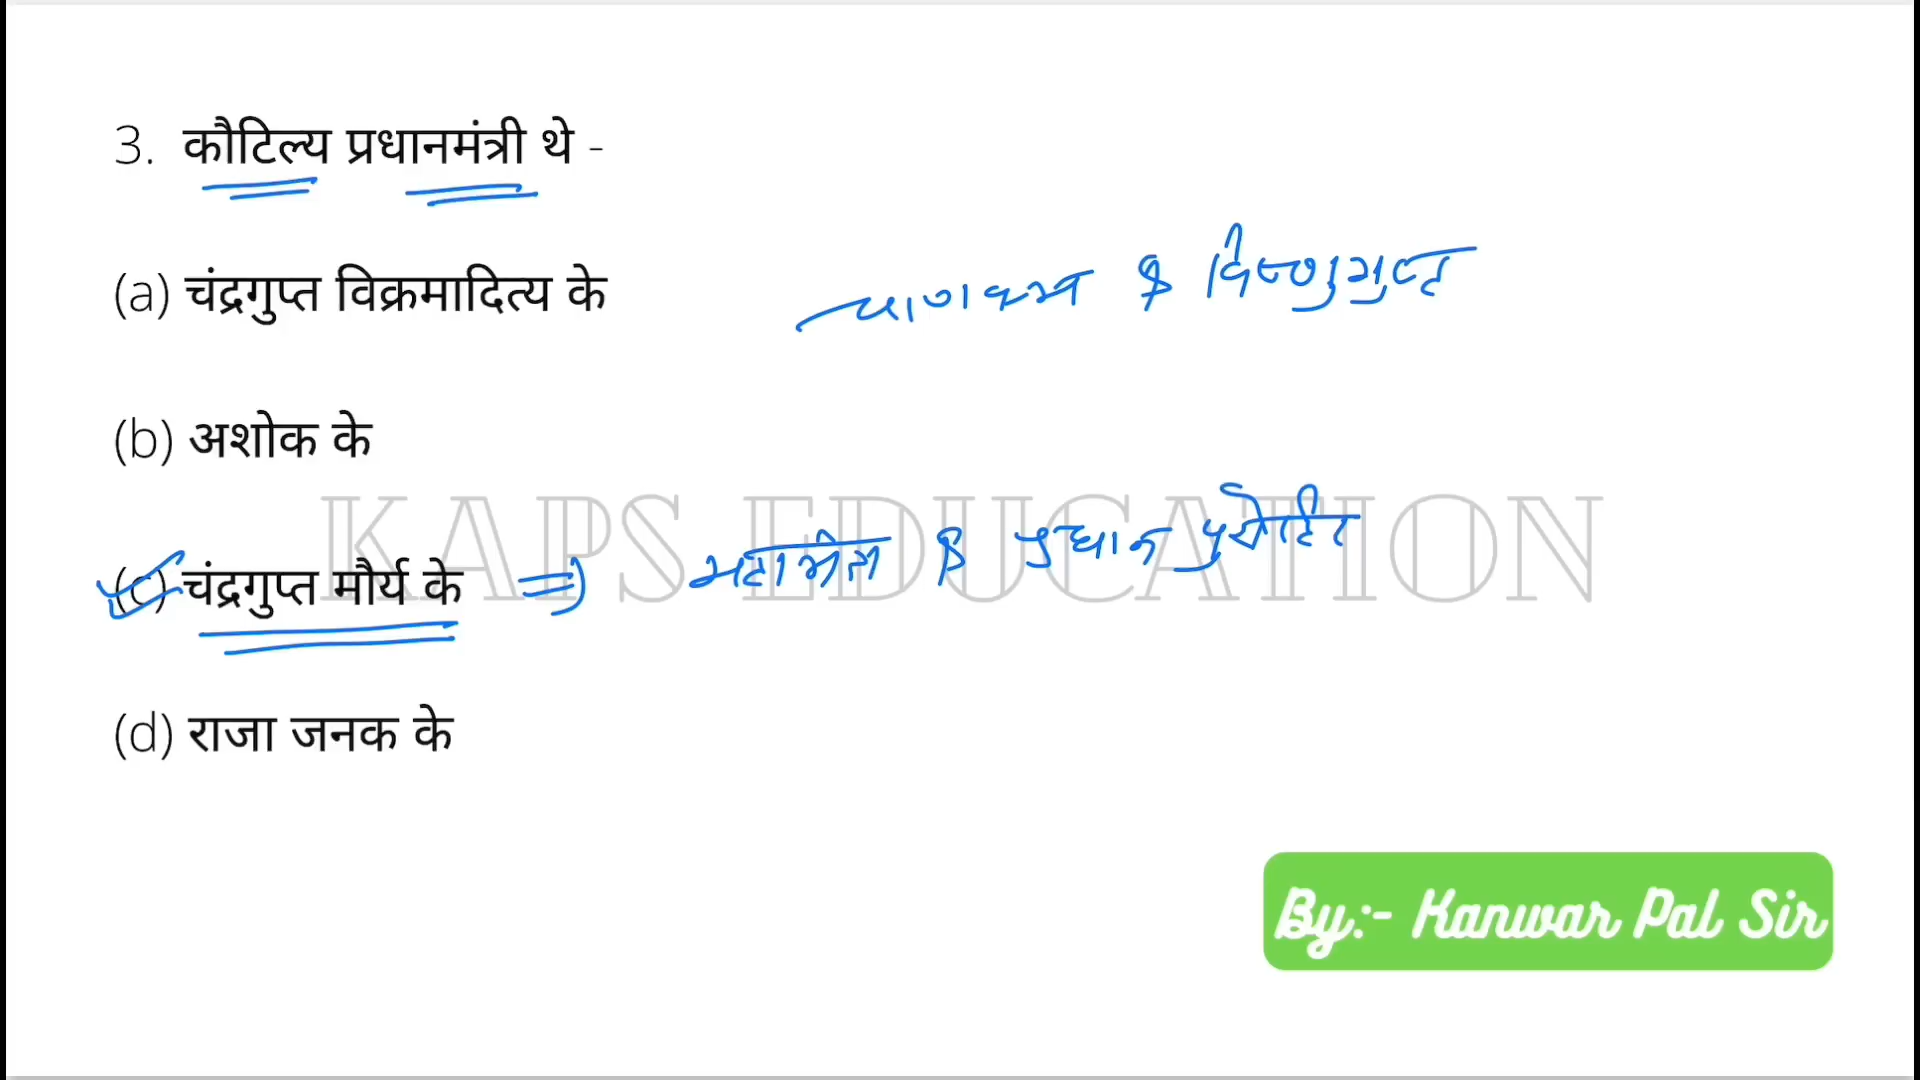 3. कौटिल्य प्रधानमंत्री थे -
(a) चंद्रगुप्त विक्रमादित्य के
चाणक्य & विष्णुगुप्त
(b) अशोक के
KAPS EDUCATION
(c) चंद्रगुप्त मौर्य के => महामंत्री & प्रधान पुरोहित
(d) राजा जनक के
By:- Kanwar Pal Sir